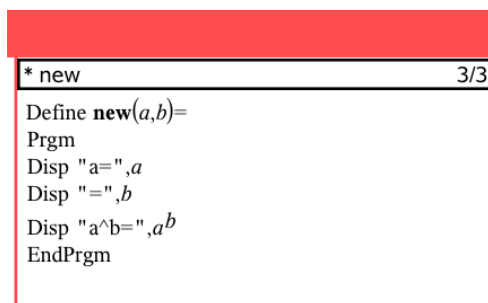 * new 3/3
Define new(a,b)=
Prgm
Disp "a=",a
Disp "=",b
Disp "a^b=",a^b
EndPrgm